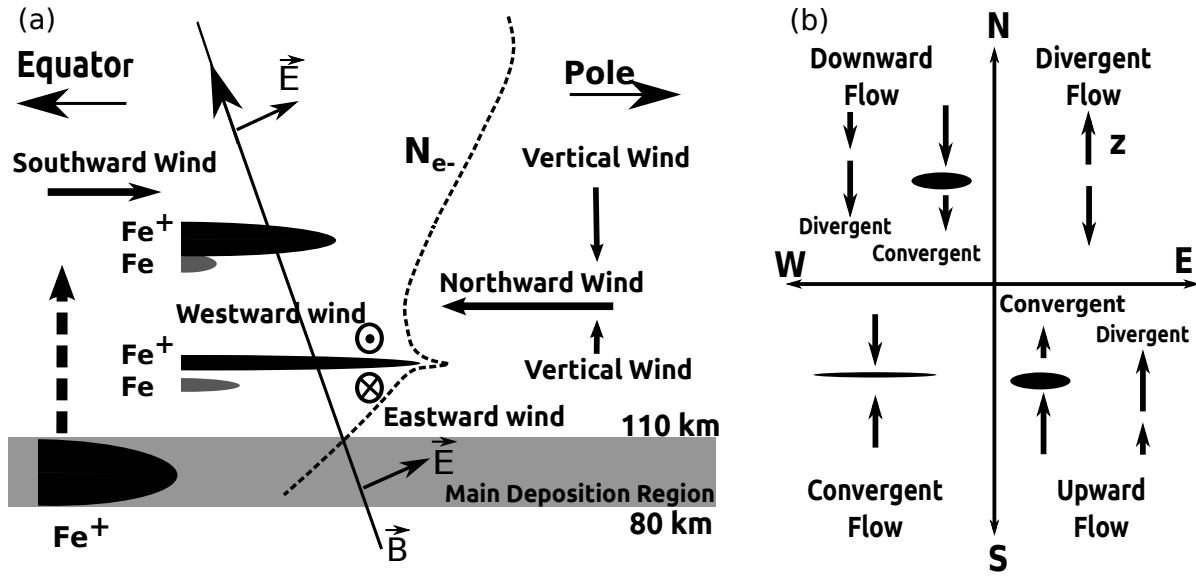 (a)
Equator
E
Pole
Southward Wind
Ne-
Vertical Wind
Fe+
Fe
Northward Wind
Westward wind
Fe+
Fe
Vertical Wind
Eastward wind
110 km
E
Main Deposition Region
80 km
Fe+
B
(b)
N
Downward
Flow
Divergent
Flow
z
Divergent
Convergent
W
E
Convergent
Divergent
Convergent
Flow
Upward
Flow
S